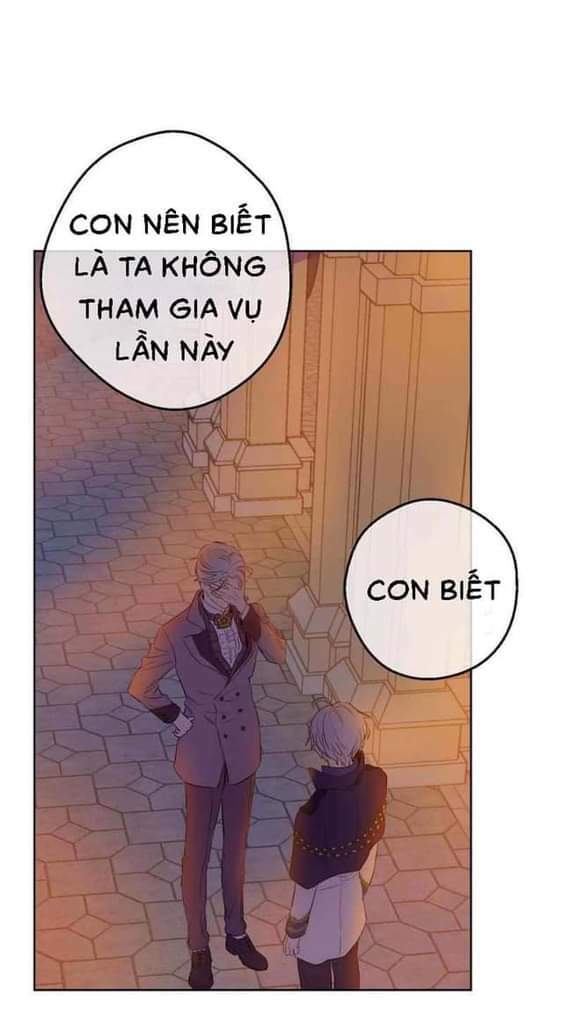 CON NÊN BIẾT
LÀ TA KHÔNG
THAM GIA VỤ
LẦN NÀY
CON BIẾT